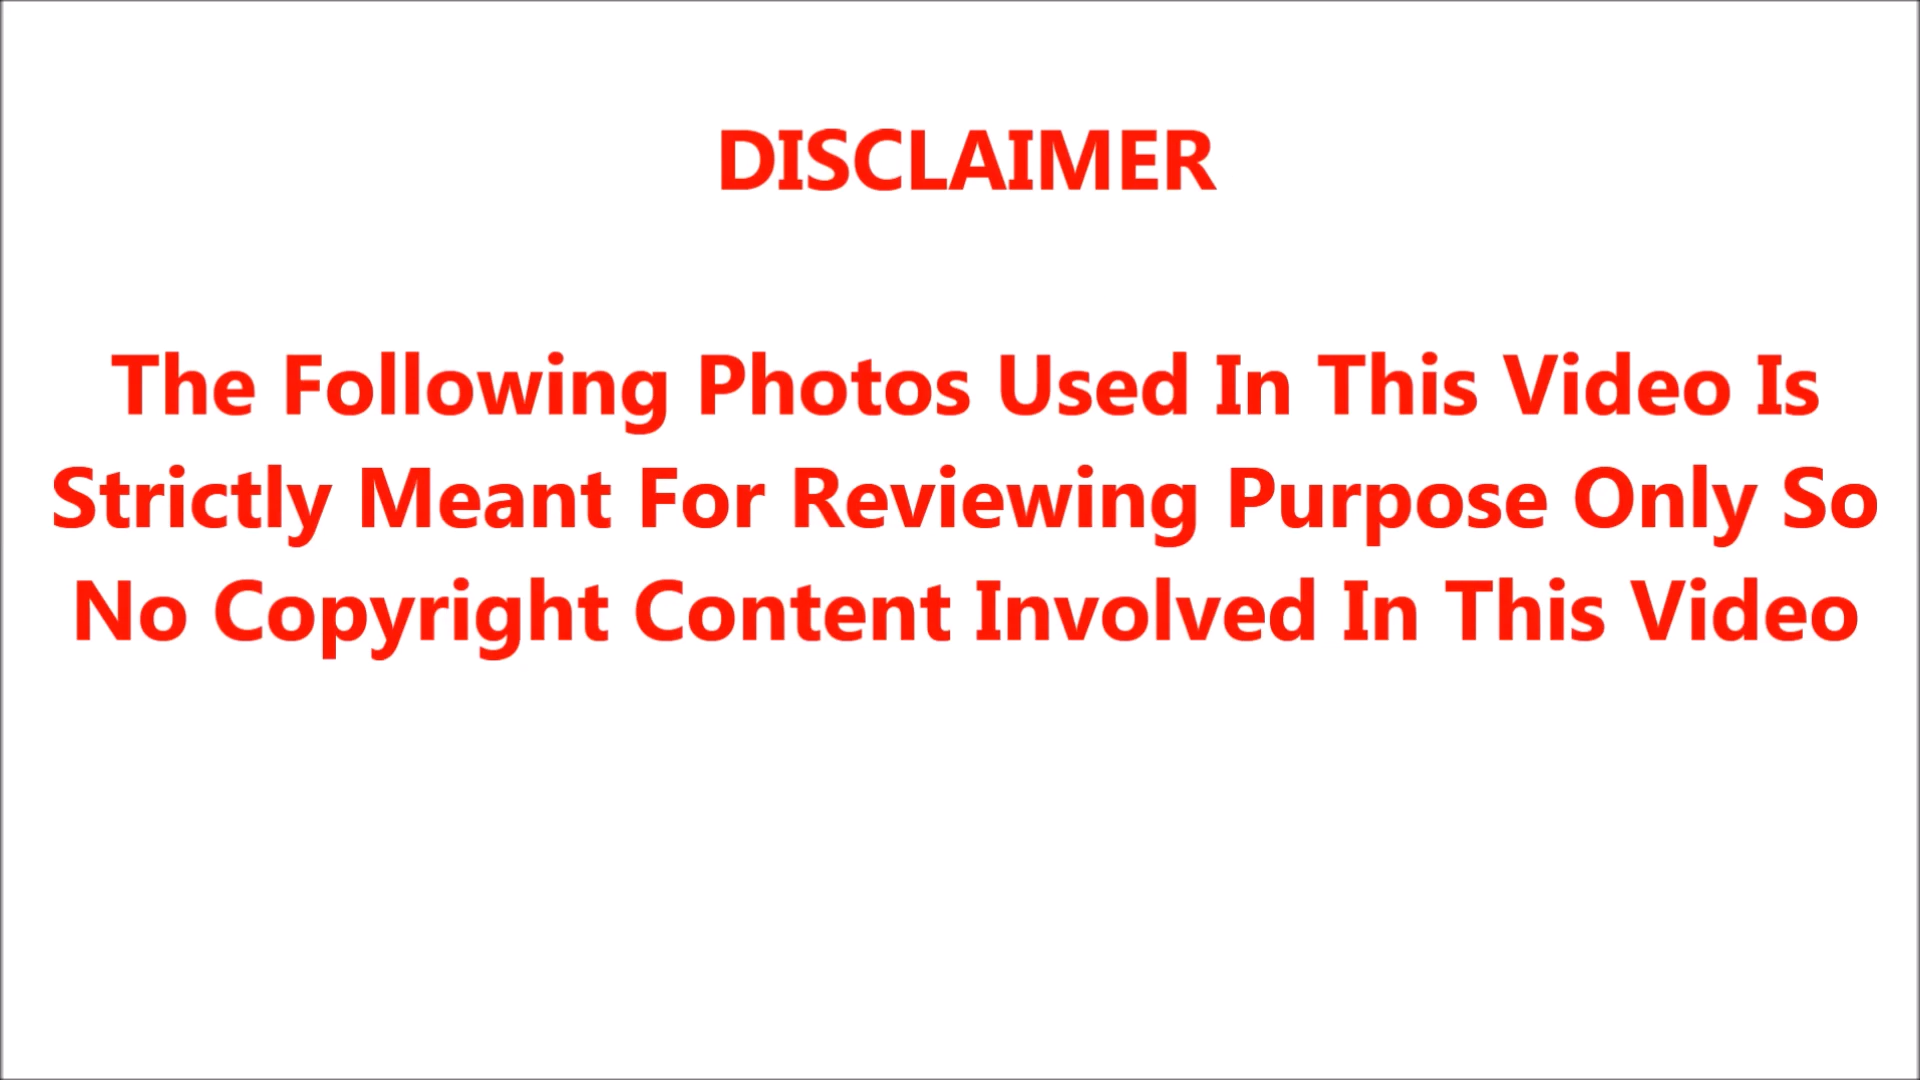 DISCLAIMER
The Following Photos Used In This Video Is
Strictly Meant For Reviewing Purpose Only So
No Copyright Content Involved In This Video